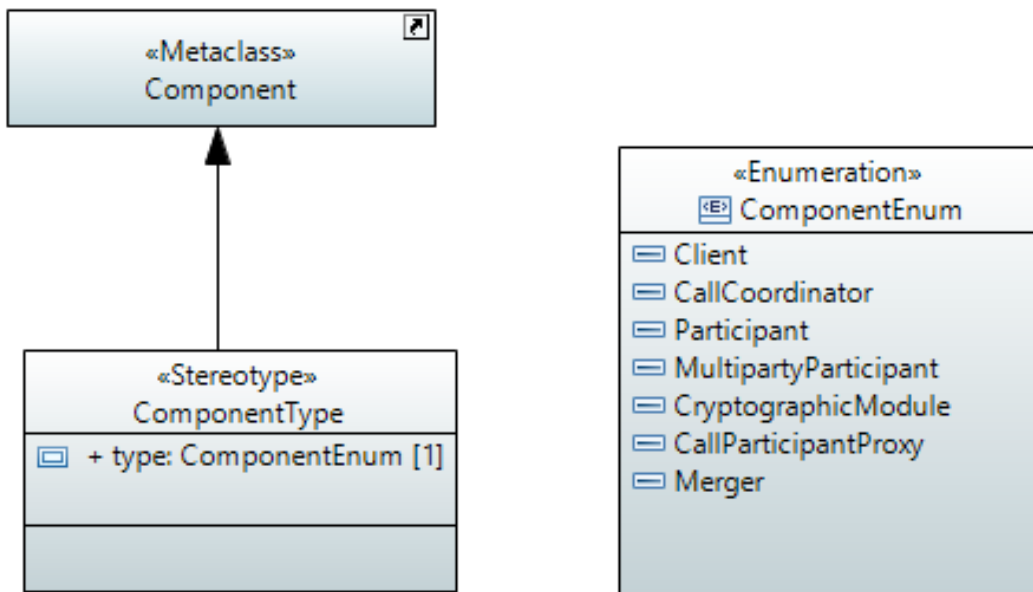 «Metaclass»
Component
«Stereotype»
ComponentType
+ type: ComponentEnum [1]
«Enumeration»
<E> ComponentEnum
Client
CallCoordinator
Participant
MultipartyParticipant
CryptographicModule
CallParticipantProxy
Merger